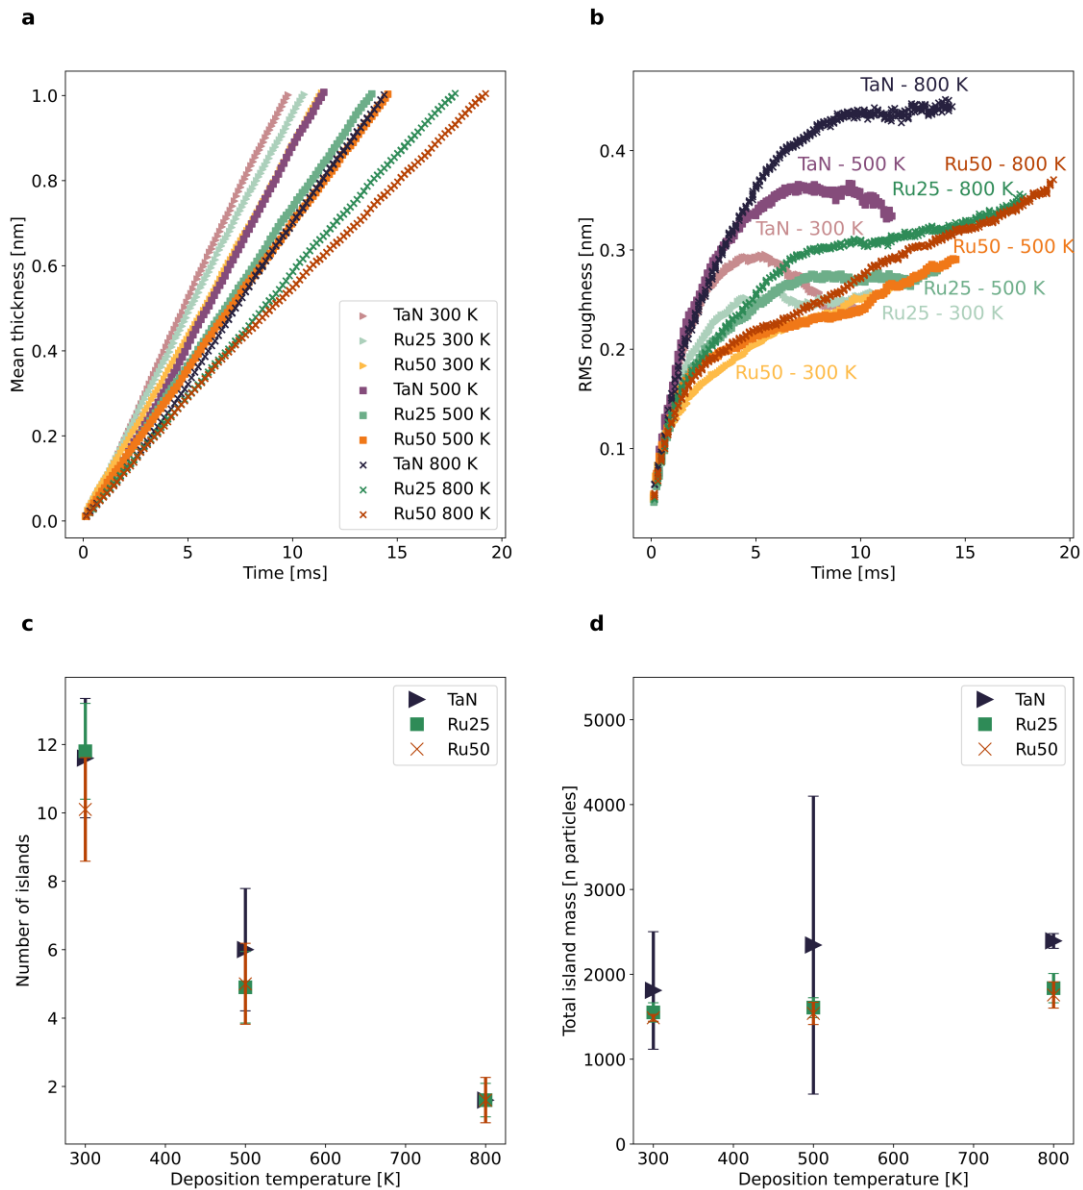 a
1.0
0.8
0.6
0.4
0.2
0.0
Mean thickness [nm]
TaN 300 K
Ru25 300 K
Ru50 300 K
TaN 500 K
Ru25 500 K
Ru50 500 K
TaN 800 K
Ru25 800 K
Ru50 800 K
0 5 10 15 20
Time [ms]
b
0.4
0.3
0.2
0.1
RMS roughness [nm]
TaN - 800 K
TaN - 500 K
Ru50 - 800 K
Ru25 - 800 K
TaN - 300 K
Ru50 - 500 K
Ru25 - 500 K
Ru25 - 300 K
Ru50 - 300 K
0 5 10 15 20
Time [ms]
c
12
10
8
6
4
2
Number of islands
TaN
Ru25
Ru50
300 400 500 600 700 800
Deposition temperature [K]
d
5000
4000
3000
2000
1000
0
Total island mass [n particles]
TaN
Ru25
Ru50
300 400 500 600 700 800
Deposition temperature [K]